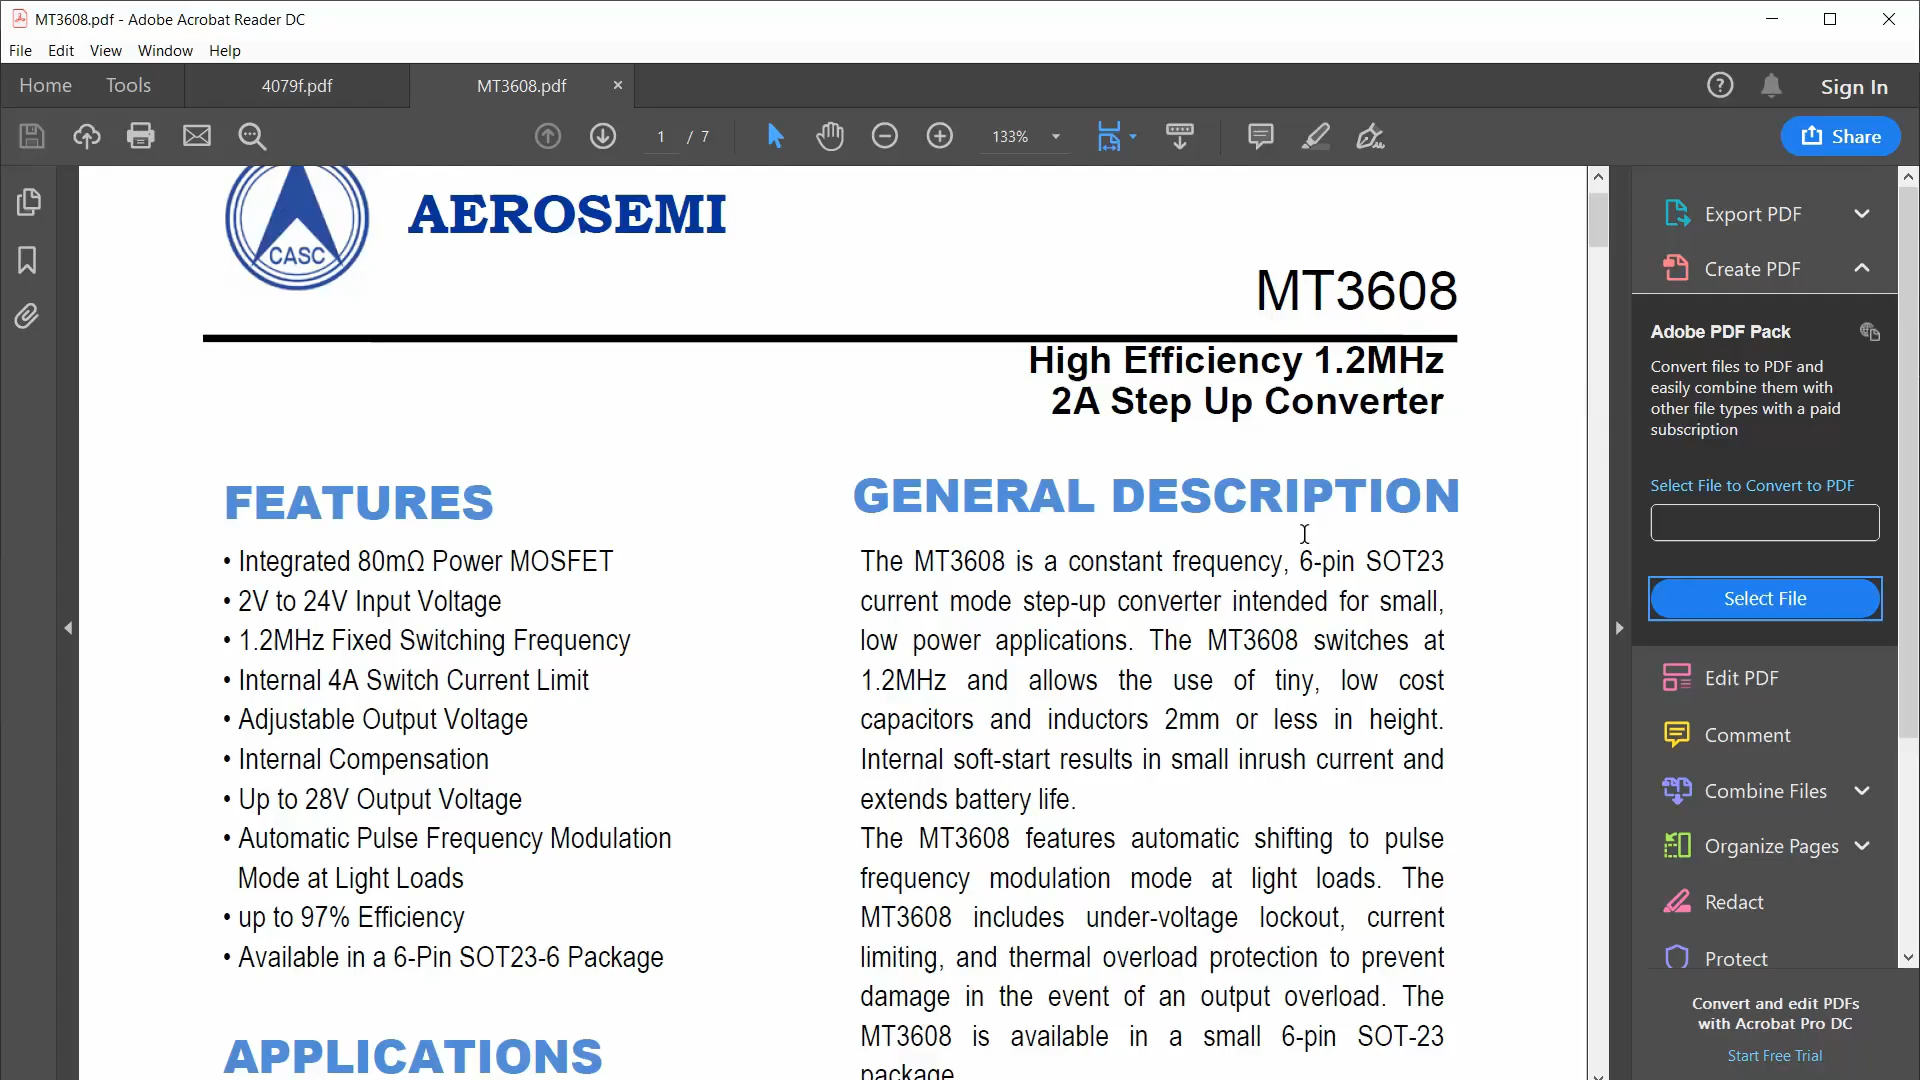 MT3608.pdf - Adobe Acrobat Reader DC
File Edit View Window Help
Home Tools 4079f.pdf MT3608.pdf × ? Sign In
1 / 7 133% Share
CASC
AEROSEMI
MT3608
High Efficiency 1.2MHz
2A Step Up Converter
FEATURES
• Integrated 80mΩ Power MOSFET
• 2V to 24V Input Voltage
• 1.2MHz Fixed Switching Frequency
• Internal 4A Switch Current Limit
• Adjustable Output Voltage
• Internal Compensation
• Up to 28V Output Voltage
• Automatic Pulse Frequency Modulation
Mode at Light Loads
• up to 97% Efficiency
• Available in a 6-Pin SOT23-6 Package
APPLICATIONS
GENERAL DESCRIPTION
The MT3608 is a constant frequency, 6-pin SOT23
current mode step-up converter intended for small,
low power applications. The MT3608 switches at
1.2MHz and allows the use of tiny, low cost
capacitors and inductors 2mm or less in height.
Internal soft-start results in small inrush current and
extends battery life.
The MT3608 features automatic shifting to pulse
frequency modulation mode at light loads. The
MT3608 includes under-voltage lockout, current
limiting, and thermal overload protection to prevent
damage in the event of an output overload. The
MT3608 is available in a small 6-pin SOT-23
package
Export PDF
Create PDF
Adobe PDF Pack
Convert files to PDF and
easily combine them with
other file types with a paid
subscription
Select File to Convert to PDF
Select File
Edit PDF
Comment
Combine Files
Organize Pages
Redact
Protect
Convert and edit PDFs
with Acrobat Pro DC
Start Free Trial